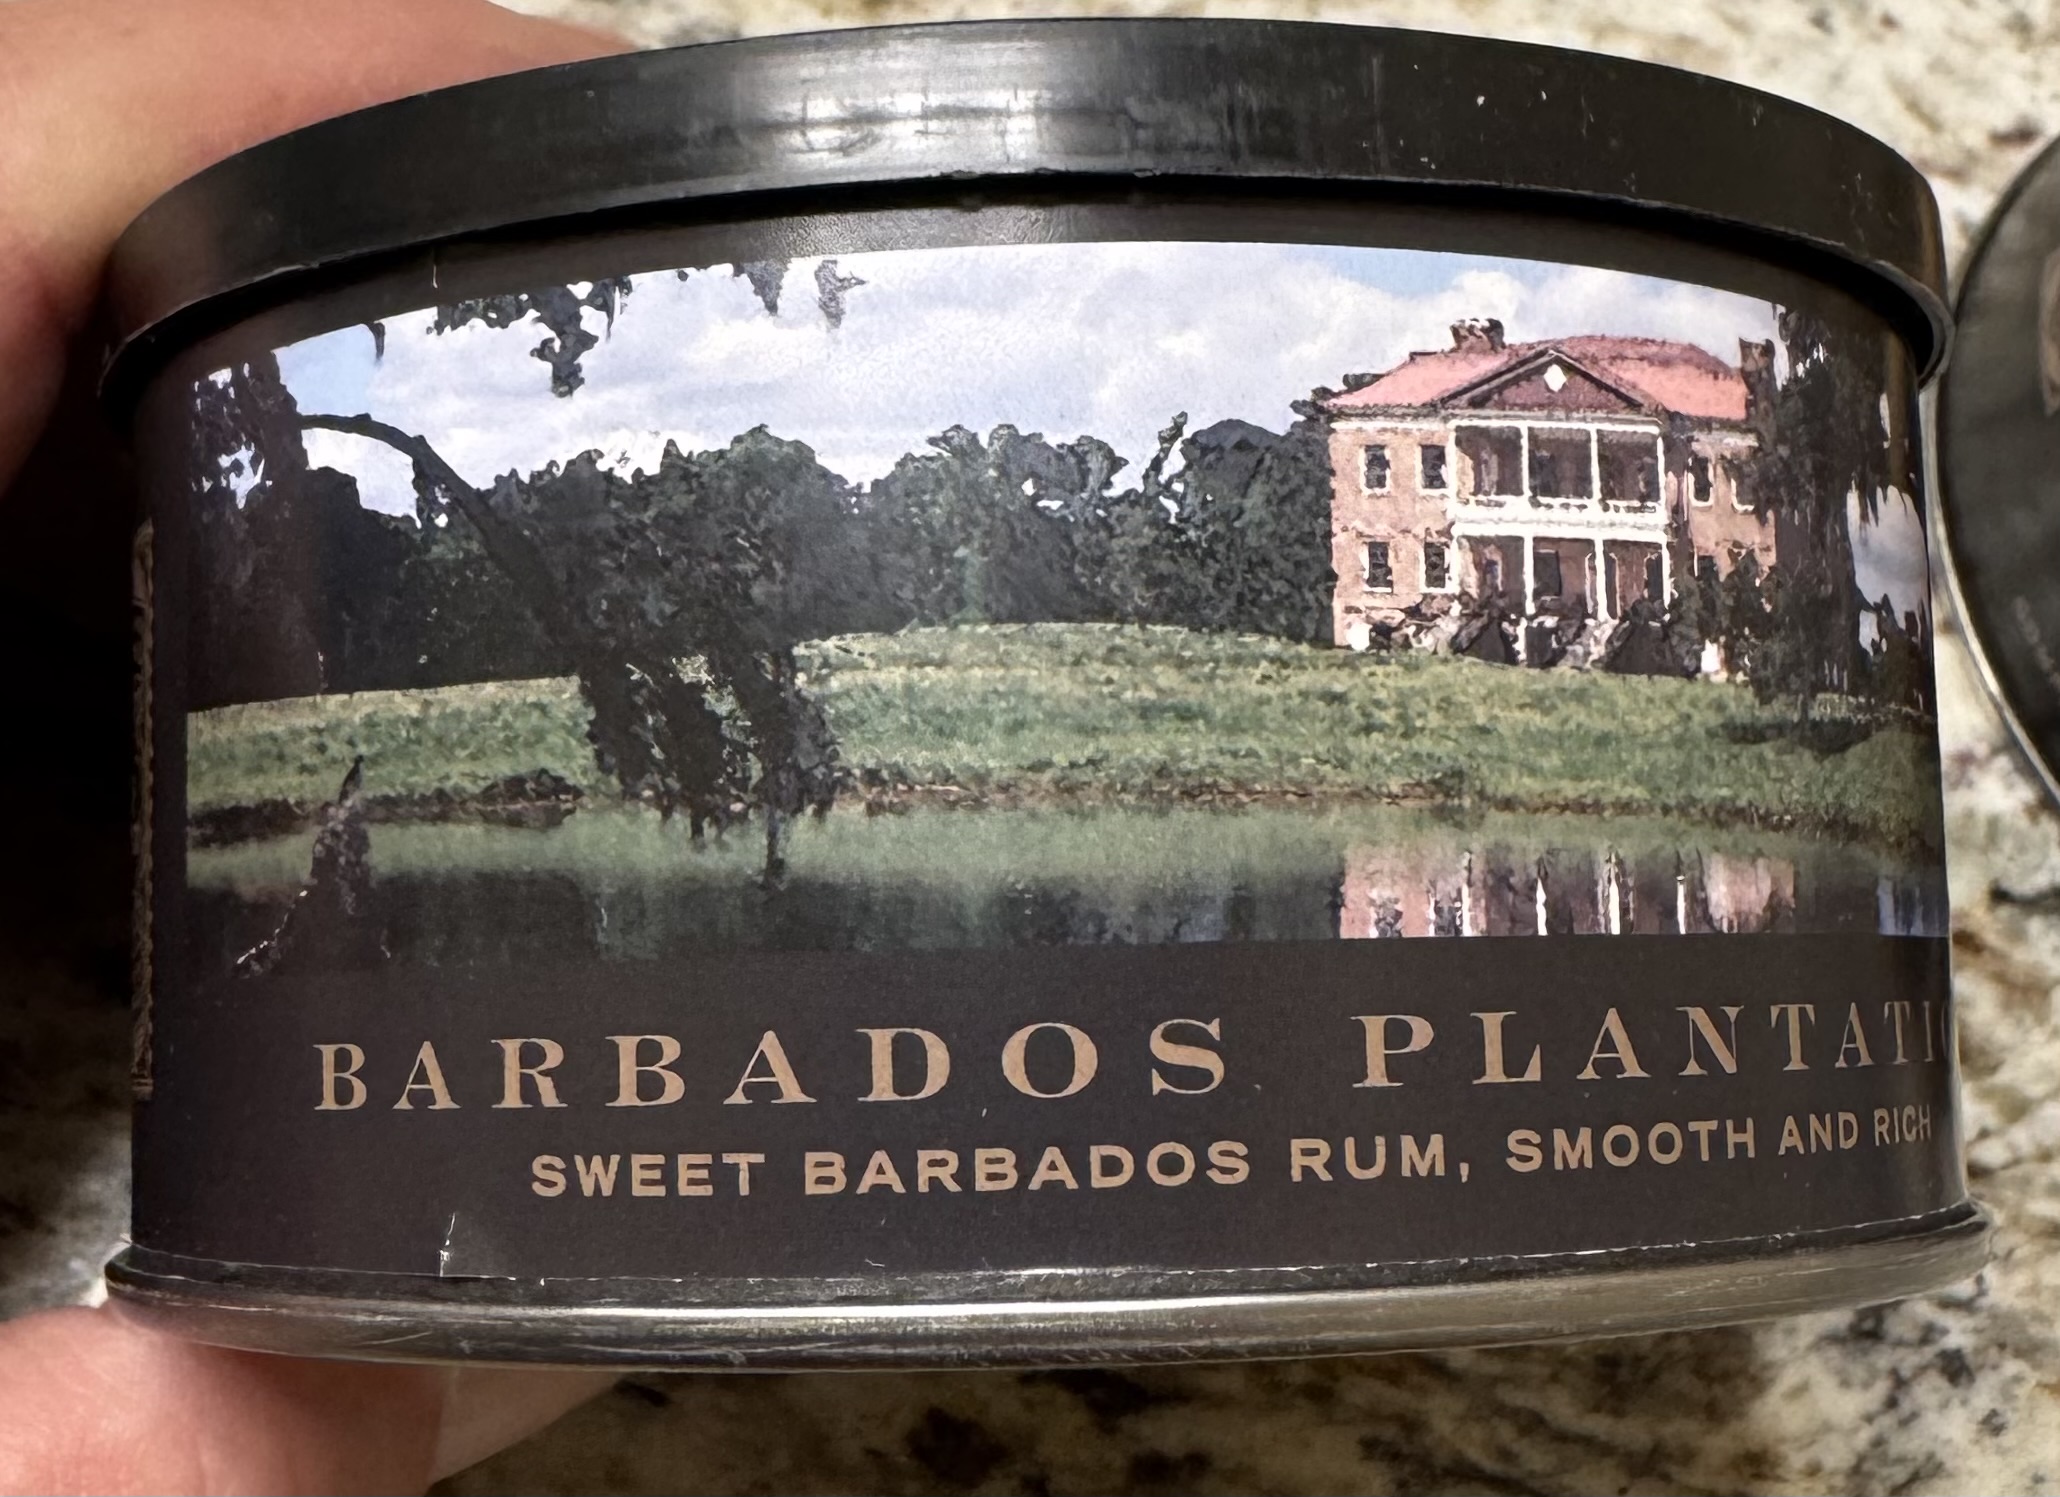 BARBADOS PLANTATI
SWEET BARBADOS RUM, SMOOTH AND RICH